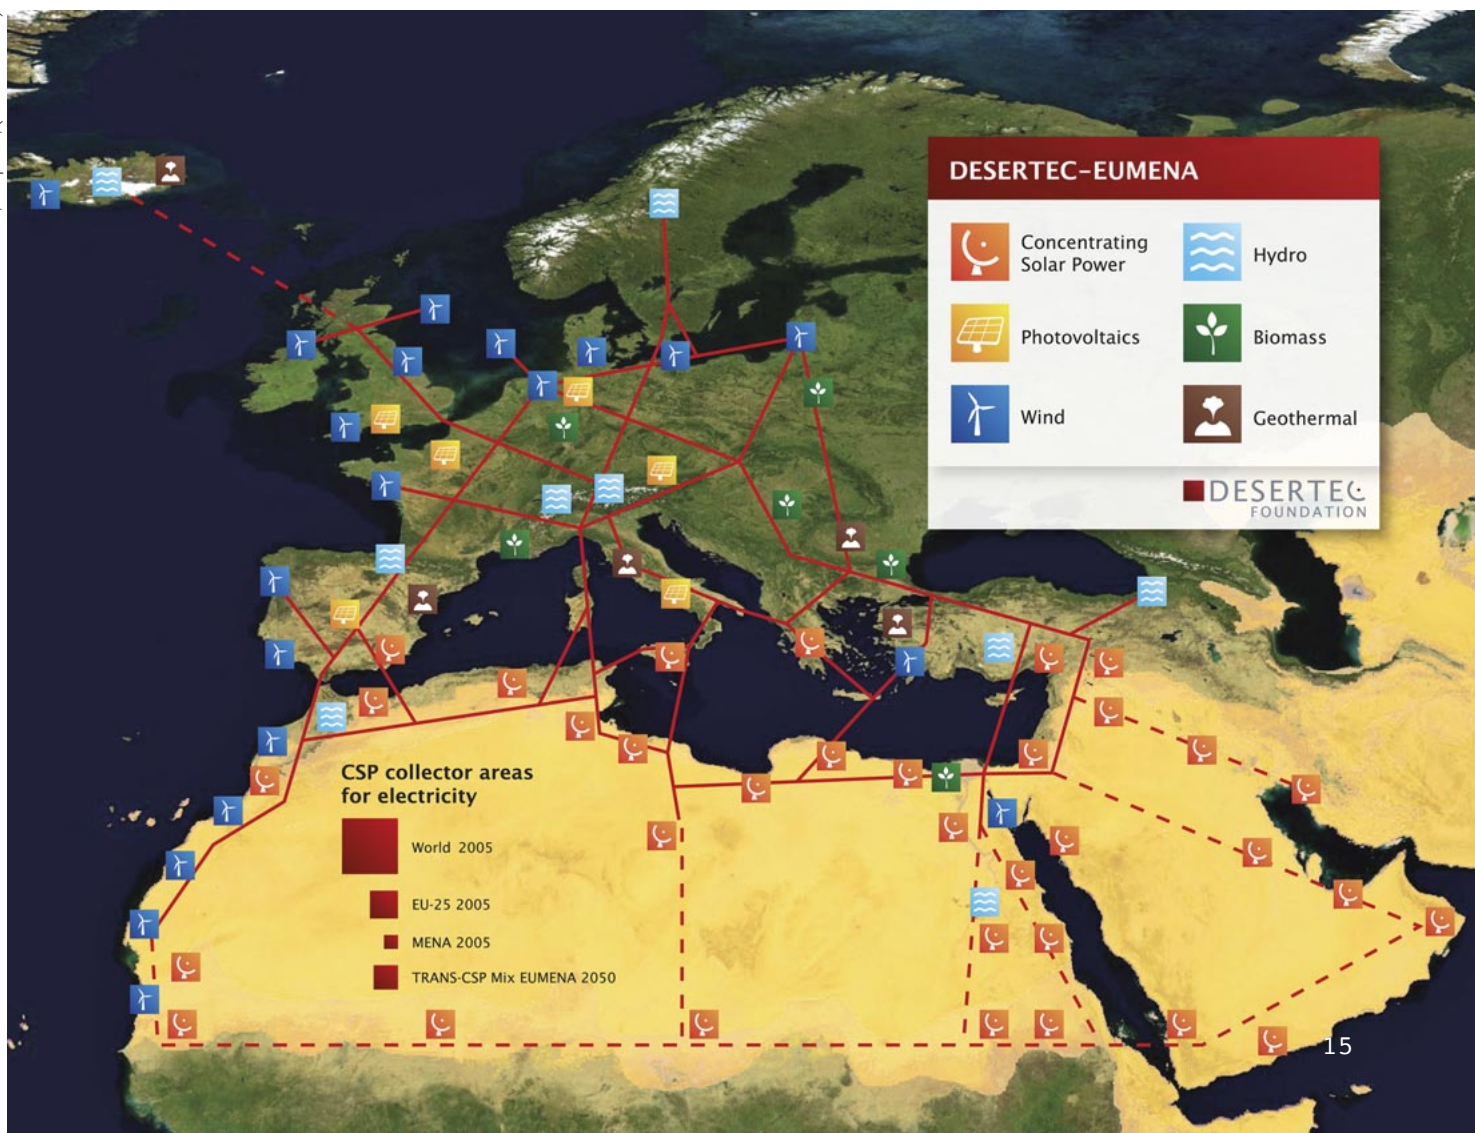 DESERTEC–EUMENA
Concentrating
Solar Power
Hydro
Photovoltaics
Biomass
Wind
Geothermal
DESERTEC
FOUNDATION
CSP collector areas
for electricity
World 2005
EU-25 2005
MENA 2005
TRANS-CSP Mix EUMENA 2050
15